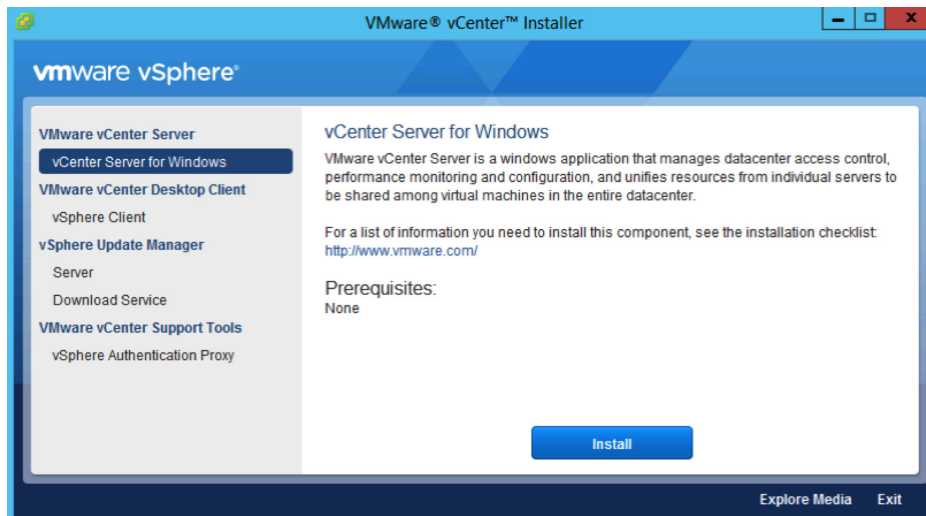 VMware® vCenter™ Installer
vmware vSphere®
VMware vCenter Server
vCenter Server for Windows
VMware vCenter Desktop Client
vSphere Client
vSphere Update Manager
Server
Download Service
VMware vCenter Support Tools
vSphere Authentication Proxy
vCenter Server for Windows
VMware vCenter Server is a windows application that manages datacenter access control,
performance monitoring and configuration, and unifies resources from individual servers to
be shared among virtual machines in the entire datacenter.
For a list of information you need to install this component, see the installation checklist:
http://www.vmware.com/
Prerequisites:
None
Install
Explore Media Exit